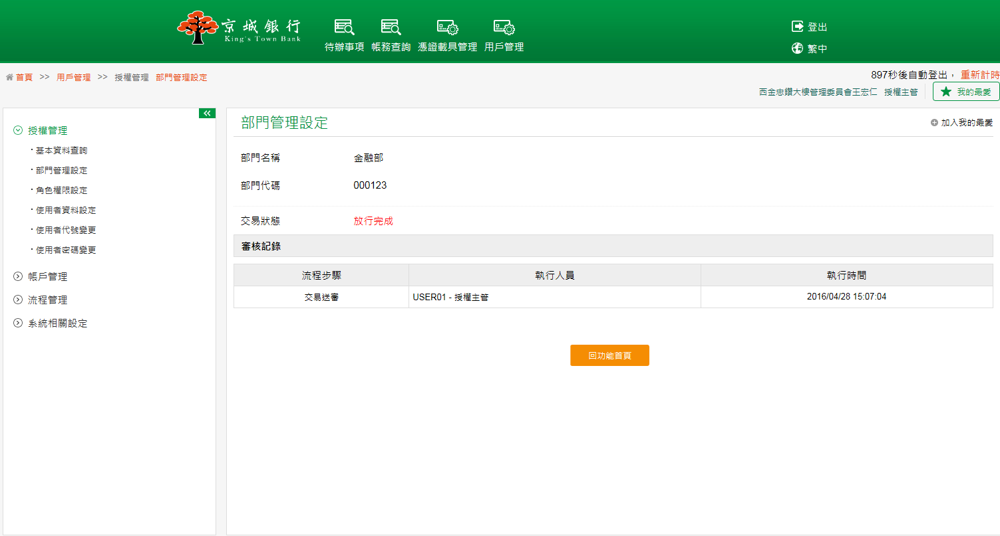 京城銀行
King's Town Bank
待辦事項 帳務查詢 憑證載具管理 用戶管理
登出
繁中
首頁 >> 用戶管理 >> 授權管理 部門管理設定
897秒後自動登出， 重新計時
西金忠鑽大樓管理委員會王宏仁 授權主管
★ 我的最愛
«
授權管理
‧基本資料查詢
‧部門管理設定
‧角色權限設定
‧使用者資料設定
‧使用者代號變更
‧使用者密碼變更
帳戶管理
流程管理
系統相關設定
部門管理設定
加入我的最愛
部門名稱 金融部
部門代碼 000123
交易狀態 放行完成
審核記錄
流程步驟 執行人員 執行時間
交易送審 USER01 - 授權主管 2016/04/28 15:07:04
回功能首頁